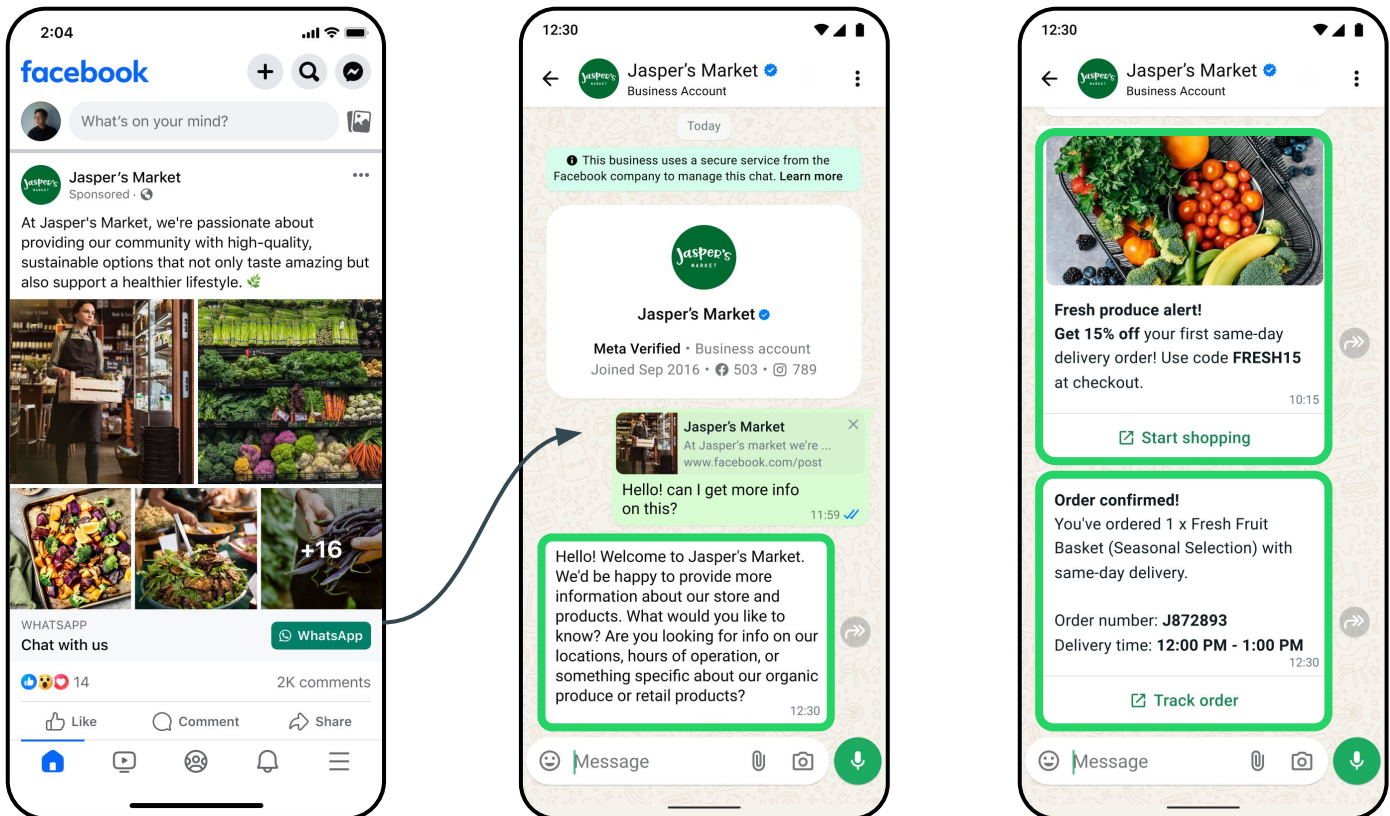 2:04
facebook
What's on your mind?
Jasper's MARKET
Jasper's Market
Sponsored ·
At Jasper's Market, we're passionate about
providing our community with high-quality,
sustainable options that not only taste amazing but
also support a healthier lifestyle. 🌿
+16
WHATSAPP
Chat with us
WhatsApp
14
2K comments
Like
Comment
Share
12:30
Jasper's MARKET
Jasper's Market
Business Account
Today
This business uses a secure service from the
Facebook company to manage this chat. Learn more
Jasper's
MARKET
Jasper's Market
Meta Verified • Business account
Joined Sep 2016 • 503 • 789
Jasper's Market
At Jasper's market we're ...
www.facebook.com/post
Hello! can I get more info
on this?
11:59
Hello! Welcome to Jasper's Market.
We'd be happy to provide more
information about our store and
products. What would you like to
know? Are you looking for info on our
locations, hours of operation, or
something specific about our organic
produce or retail products?
12:30
Message
12:30
Jasper's MARKET
Jasper's Market
Business Account
Fresh produce alert!
Get 15% off your first same-day
delivery order! Use code FRESH15
at checkout.
10:15
Start shopping
Order confirmed!
You've ordered 1 x Fresh Fruit
Basket (Seasonal Selection) with
same-day delivery.
Order number: J872893
Delivery time: 12:00 PM - 1:00 PM
12:30
Track order
Message